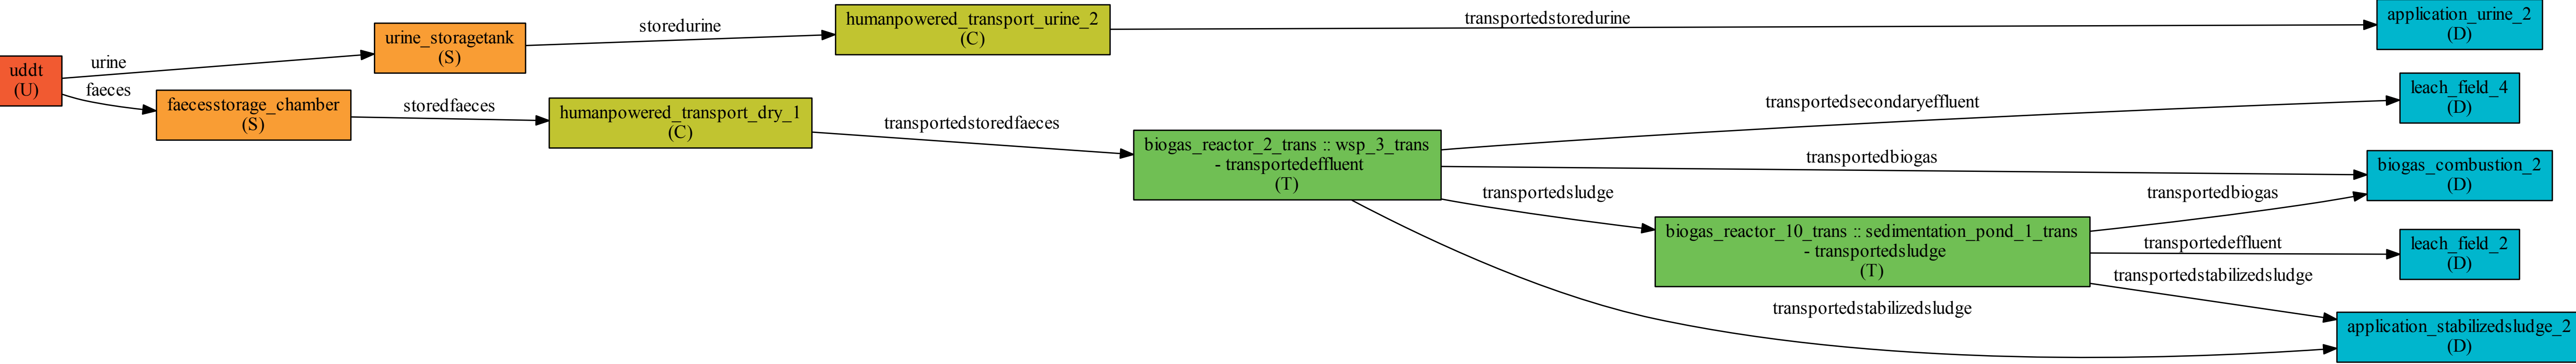 uddt
(U)
urine
faeces
urine_storagetank
(S)
faecesstorage_chamber
(S)
storedurine
storedfaeces
humanpowered_transport_urine_2
(C)
humanpowered_transport_dry_1
(C)
transportedstoredurine
transportedstoredfaeces
biogas_reactor_2_trans :: wsp_3_trans
- transportedeffluent
(T)
transportedsecondaryeffluent
transportedbiogas
transportedsludge
transportedstabilizedsludge
biogas_reactor_10_trans :: sedimentation_pond_1_trans
- transportedsludge
(T)
transportedbiogas
transportedeffluent
transportedstabilizedsludge
application_urine_2
(D)
leach_field_4
(D)
biogas_combustion_2
(D)
leach_field_2
(D)
application_stabilizedsludge_2
(D)